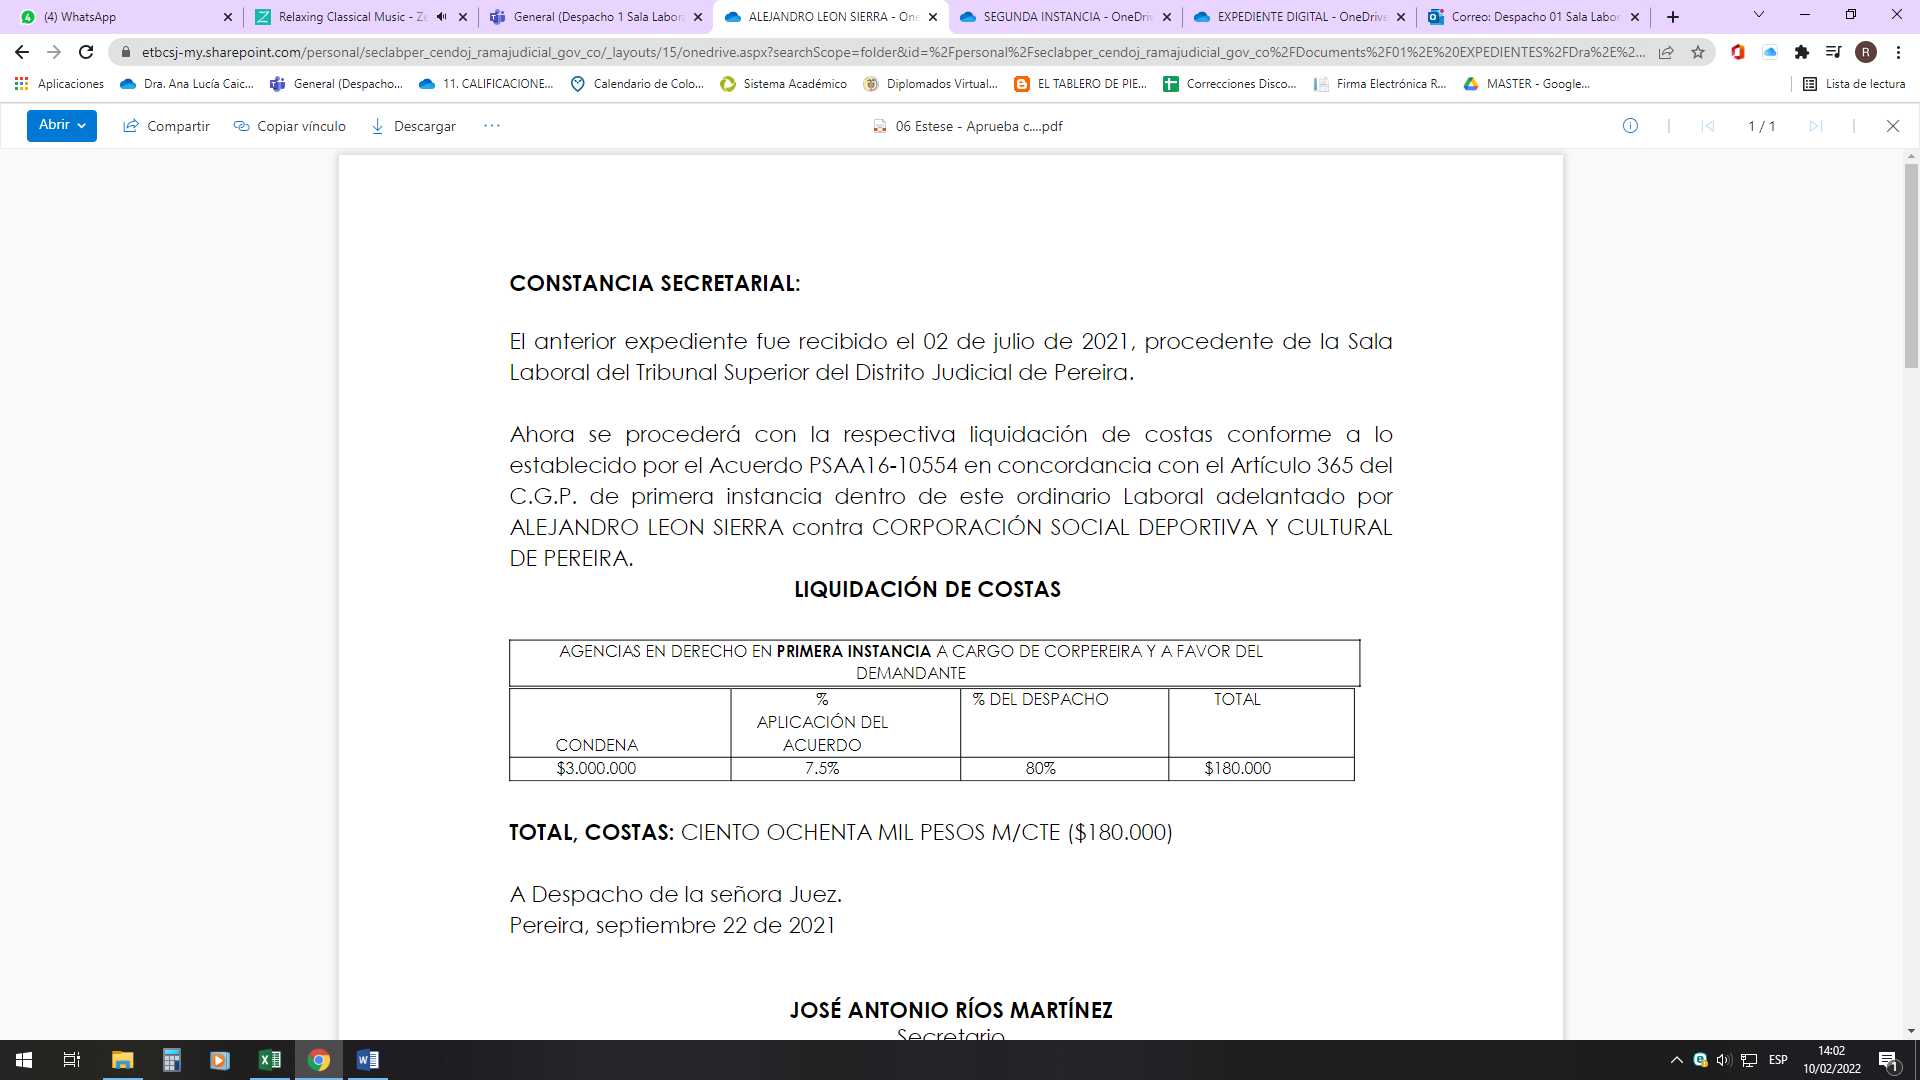 (4) WhatsApp
Relaxing Classical Music - Ze
General (Despacho 1 Sala Labora
ALEJANDRO LEON SIERRA - One
SEGUNDA INSTANCIA - OneDriv
EXPEDIENTE DIGITAL - OneDrive
Correo: Despacho 01 Sala Labor
etbcsj-my.sharepoint.com/personal/seclabper_cendoj_ramajudicial_gov_co/_layouts/15/onedrive.aspx?searchScope=folder&id=%2Fpersonal%2Fseclabper_cendoj_ramajudicial_gov_co%2FDocuments%2F01%2E%20EXPEDIENTES%2FDra%2E%2...
R
Aplicaciones
Dra. Ana Lucía Caic...
General (Despacho...
11. CALIFICACIONE...
Calendario de Colo...
Sistema Académico
Diplomados Virtual...
EL TABLERO DE PIE...
Correcciones Disco...
Firma Electrónica R...
MASTER - Google...
Lista de lectura
Abrir
Compartir
Copiar vínculo
Descargar
...
06 Estese - Aprueba c....pdf
1 / 1
CONSTANCIA SECRETARIAL:
El anterior expediente fue recibido el 02 de julio de 2021, procedente de la Sala
Laboral del Tribunal Superior del Distrito Judicial de Pereira.
Ahora se procederá con la respectiva liquidación de costas conforme a lo
establecido por el Acuerdo PSAA16-10554 en concordancia con el Artículo 365 del
C.G.P. de primera instancia dentro de este ordinario Laboral adelantado por
ALEJANDRO LEON SIERRA contra CORPORACIÓN SOCIAL DEPORTIVA Y CULTURAL
DE PEREIRA.
LIQUIDACIÓN DE COSTAS
AGENCIAS EN DERECHO EN PRIMERA INSTANCIA A CARGO DE CORPEREIRA Y A FAVOR DEL
DEMANDANTE
CONDENA
%
APLICACIÓN DEL
ACUERDO
% DEL DESPACHO
TOTAL
$3.000.000
7.5%
80%
$180.000
TOTAL, COSTAS: CIENTO OCHENTA MIL PESOS M/CTE ($180.000)
A Despacho de la señora Juez.
Pereira, septiembre 22 de 2021
JOSÉ ANTONIO RÍOS MARTÍNEZ
Secretario
ESP
14:02
10/02/2022
1